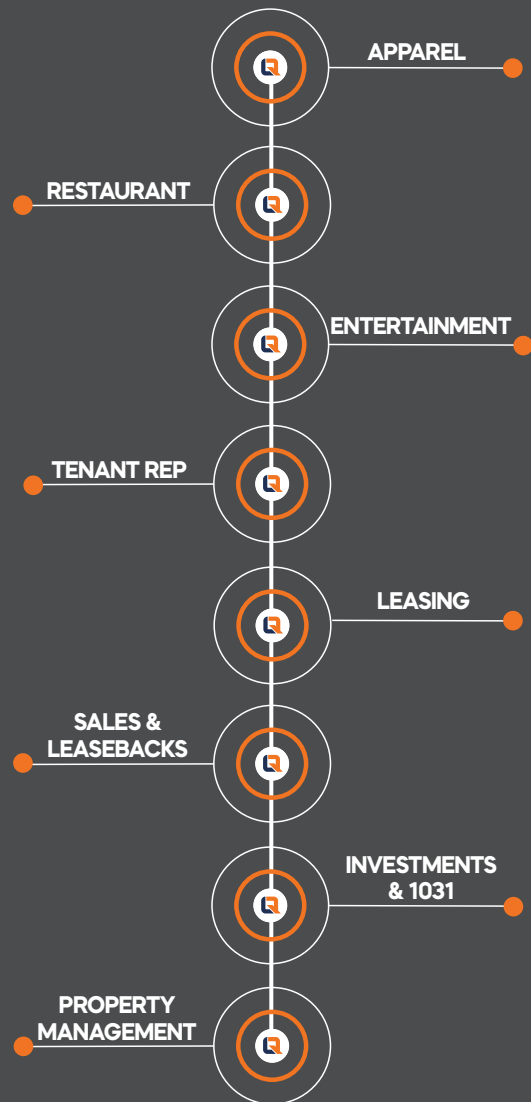 APPAREL
RESTAURANT
ENTERTAINMENT
TENANT REP
LEASING
SALES &
LEASEBACKS
INVESTMENTS
& 1031
PROPERTY
MANAGEMENT